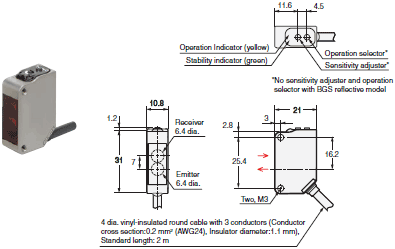 11.6
4.5
Operation Indicator (yellow)
Stability indicator (green)
Operation selector*
Sensitivity adjuster*
*No sensitivity adjuster and operation
selector with BGS reflective model
10.8
21
1.2
Receiver
6.4 dia.
2.8
3
31
7
25.4
16.2
Emitter
6.4 dia.
Two, M3
4 dia. vinyl-insulated round cable with 3 conductors (Conductor
cross section:0.2 mm² (AWG24), Insulator diameter:1.1 mm),
Standard length: 2 m